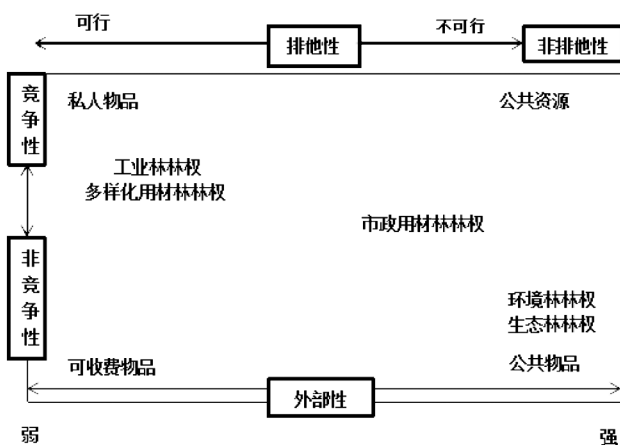 可行
排他性
不可行
非排他性
竞争性
私人物品
公共资源
工业林林权
多样化用材林林权
市政用材林林权
非竞争性
环境林林权
生态林林权
可收费物品
公共物品
外部性
弱
强